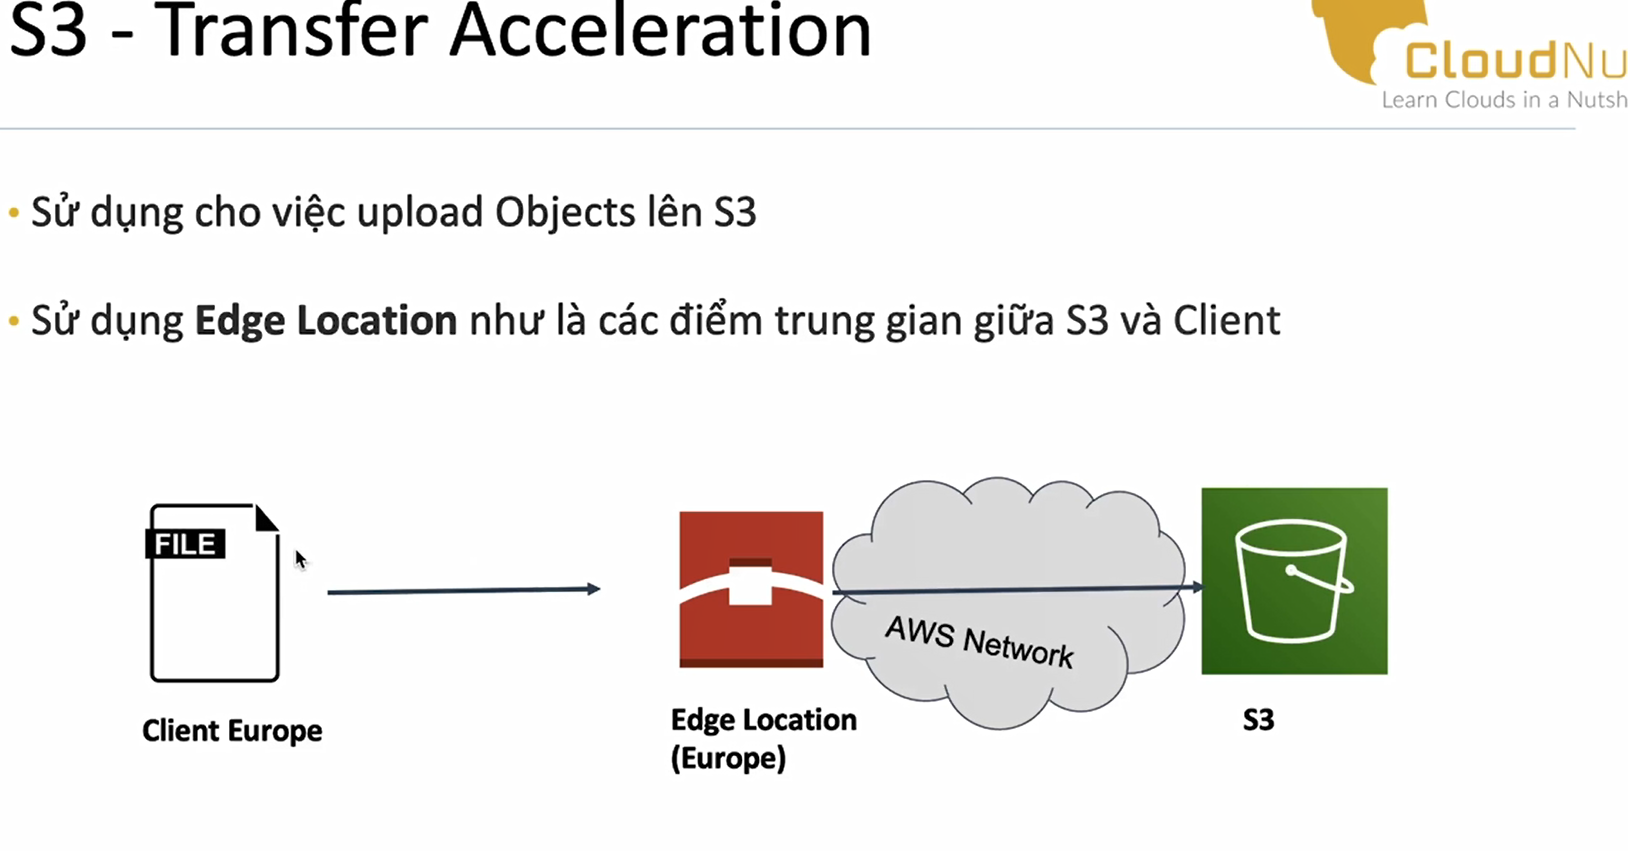 S3 - Transfer Acceleration
CloudNu
Learn Clouds in a Nutsh
• Sử dụng cho việc upload Objects lên S3
• Sử dụng Edge Location như là các điểm trung gian giữa S3 và Client
FILE
AWS Network
Client Europe
Edge Location
(Europe)
S3